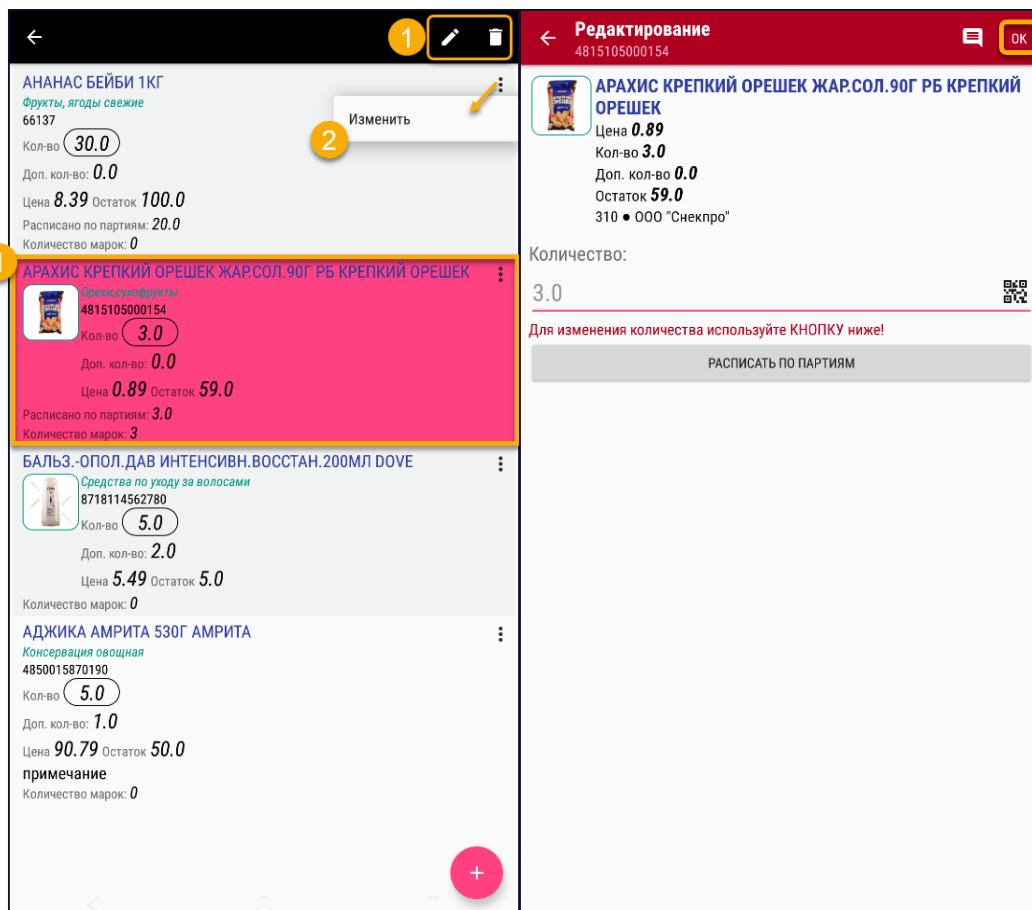 1
АНАНАС БЕЙБИ 1КГ
Фрукты, ягоды свежие
66137
Кол-во 30.0
Доп. кол-во: 0.0
Цена 8.39 Остаток 100.0
Расписано по партиям: 20.0
Количество марок: 0
Изменить
2
1
АРАХИС КРЕПКИЙ ОРЕШЕК ЖАР.СОЛ.90Г РБ КРЕПКИЙ ОРЕШЕК
Орехи,сухофрукты
4815105000154
Кол-во 3.0
Доп. кол-во: 0.0
Цена 0.89 Остаток 59.0
Расписано по партиям: 3.0
Количество марок: 3
БАЛЬЗ.-ОПОЛ.ДАВ ИНТЕНСИВН.ВОССТАН.200МЛ DOVE
Средства по уходу за волосами
8718114562780
Кол-во 5.0
Доп. кол-во: 2.0
Цена 5.49 Остаток 5.0
Количество марок: 0
АДЖИКА АМРИТА 530Г АМРИТА
Консервация овощная
4850015870190
Кол-во 5.0
Доп. кол-во: 1.0
Цена 90.79 Остаток 50.0
примечание
Количество марок: 0
Редактирование
4815105000154
ОК
АРАХИС КРЕПКИЙ ОРЕШЕК ЖАР.СОЛ.90Г РБ КРЕПКИЙ
ОРЕШЕК
Цена 0.89
Кол-во 3.0
Доп. кол-во 0.0
Остаток 59.0
310 ● ООО "Снекпро"
Количество:
3.0
Для изменения количества используйте КНОПКУ ниже!
РАСПИСАТЬ ПО ПАРТИЯМ